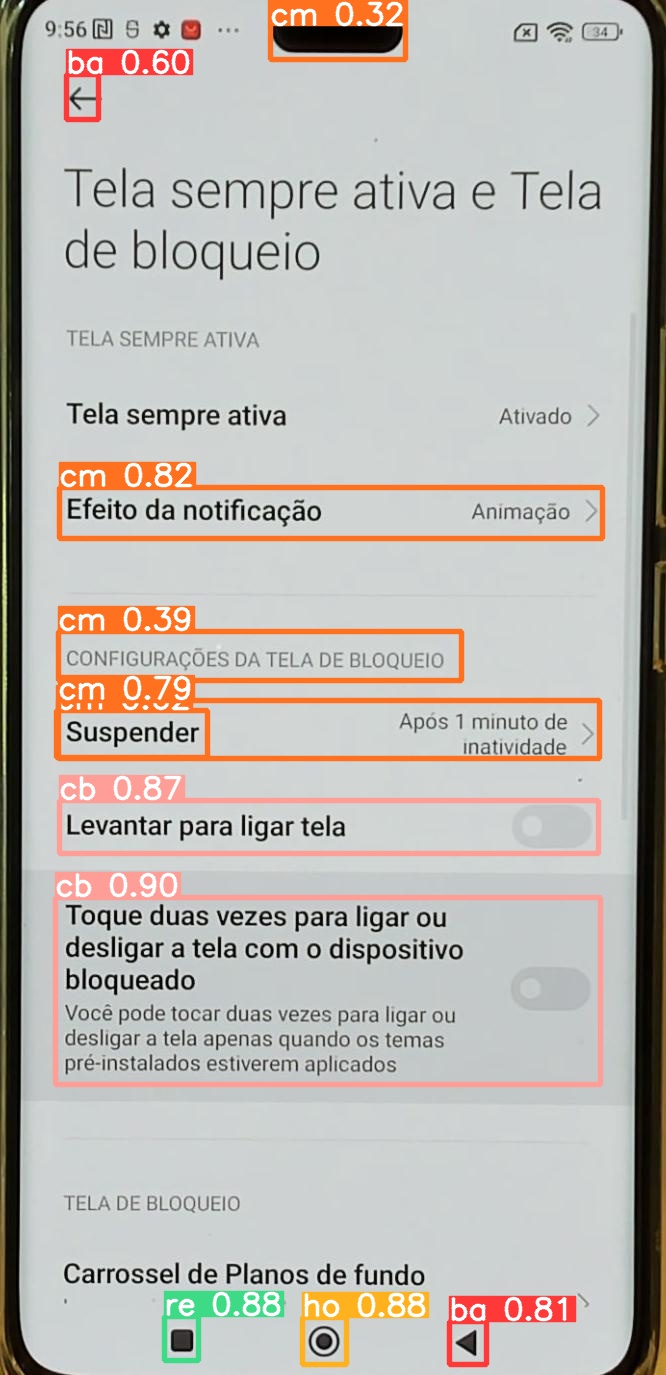 cm 0.32
9:56
34
ba 0.60
Tela sempre ativa e Tela
de bloqueio
TELA SEMPRE ATIVA
Tela sempre ativa
Ativado
cm 0.82
Efeito da notificação
Animação
cm 0.39
CONFIGURAÇÕES DA TELA DE BLOQUEIO
cm 0.79
Suspender
Após 1 minuto de
inatividade
cb 0.87
Levantar para ligar tela
cb 0.90
Toque duas vezes para ligar ou
desligar a tela com o dispositivo
bloqueado
Você pode tocar duas vezes para ligar ou
desligar a tela apenas quando os temas
pré-instalados estiverem aplicados
TELA DE BLOQUEIO
Carrossel de Planos de fundo
re 0.88
ho 0.88
ba 0.81